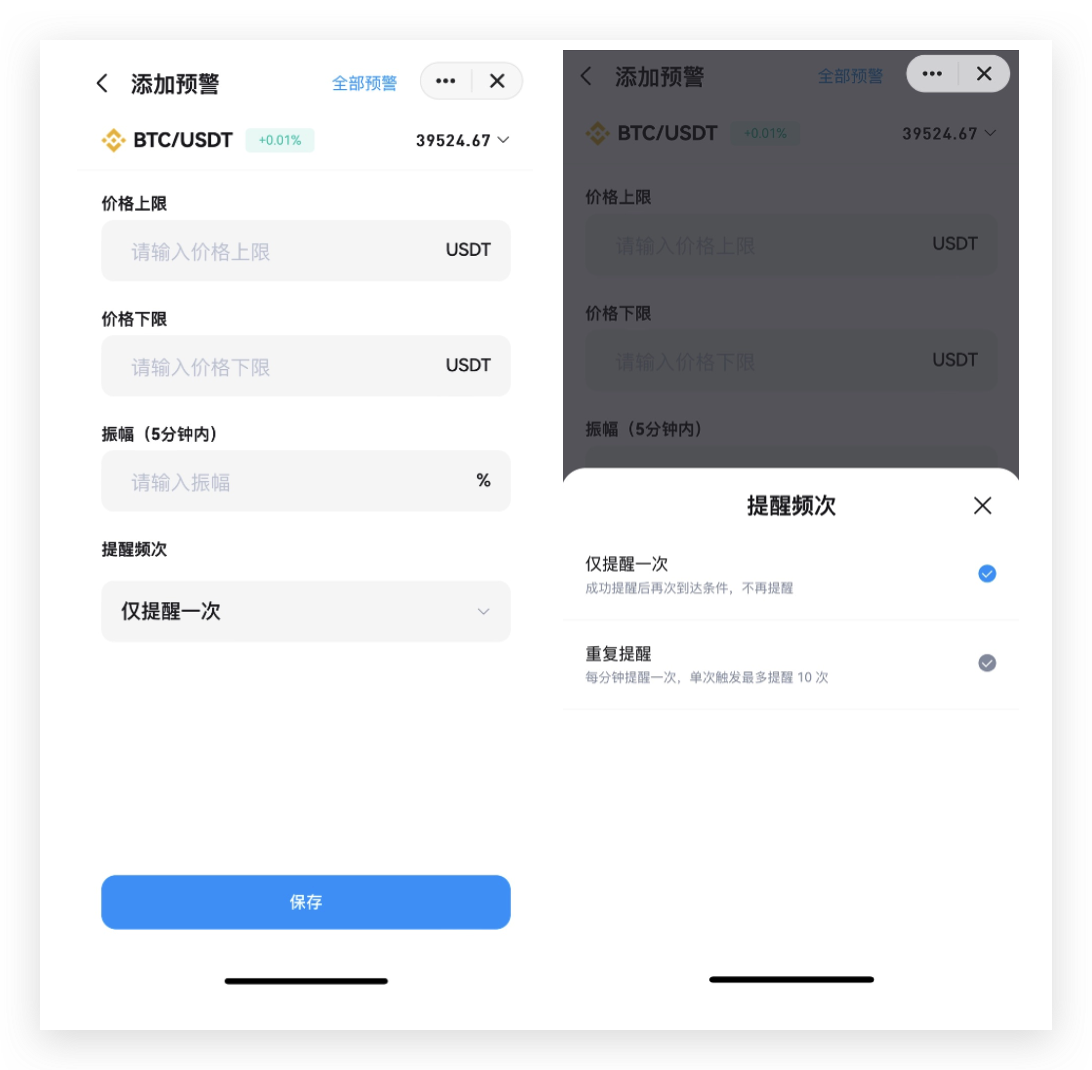 添加预警
全部预警
BTC/USDT
+0.01%
39524.67
价格上限
请输入价格上限
USDT
价格下限
请输入价格下限
USDT
振幅（5分钟内）
请输入振幅
%
提醒频次
仅提醒一次
保存
添加预警
全部预警
BTC/USDT
+0.01%
39524.67
价格上限
请输入价格上限
USDT
价格下限
请输入价格下限
USDT
振幅（5分钟内）
提醒频次
仅提醒一次
成功提醒后再次到达条件，不再提醒
重复提醒
每分钟提醒一次，单次触发最多提醒 10 次